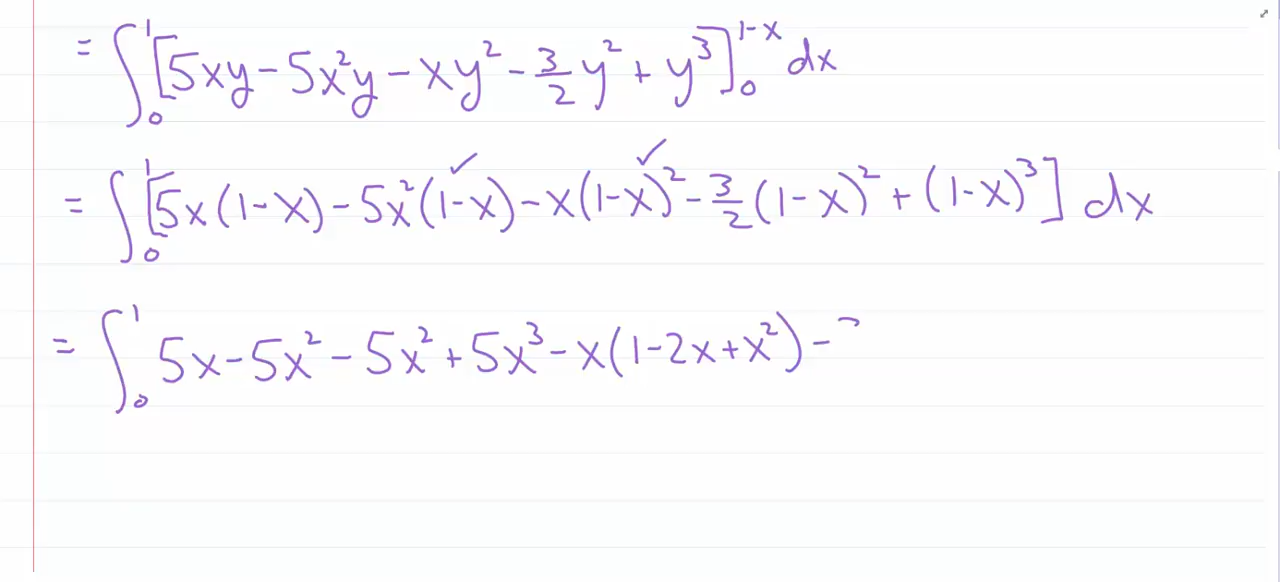 = ∫₀¹ [5xy − 5x²y − xy² − 3/2 y² + y³]₀^{1−x} dx
= ∫₀¹ [5x(1−x) − 5x²(1−x) − x(1−x)² − 3/2 (1−x)² + (1−x)³] dx
= ∫₀¹ 5x − 5x² − 5x² + 5x³ − x(1−2x+x²) −